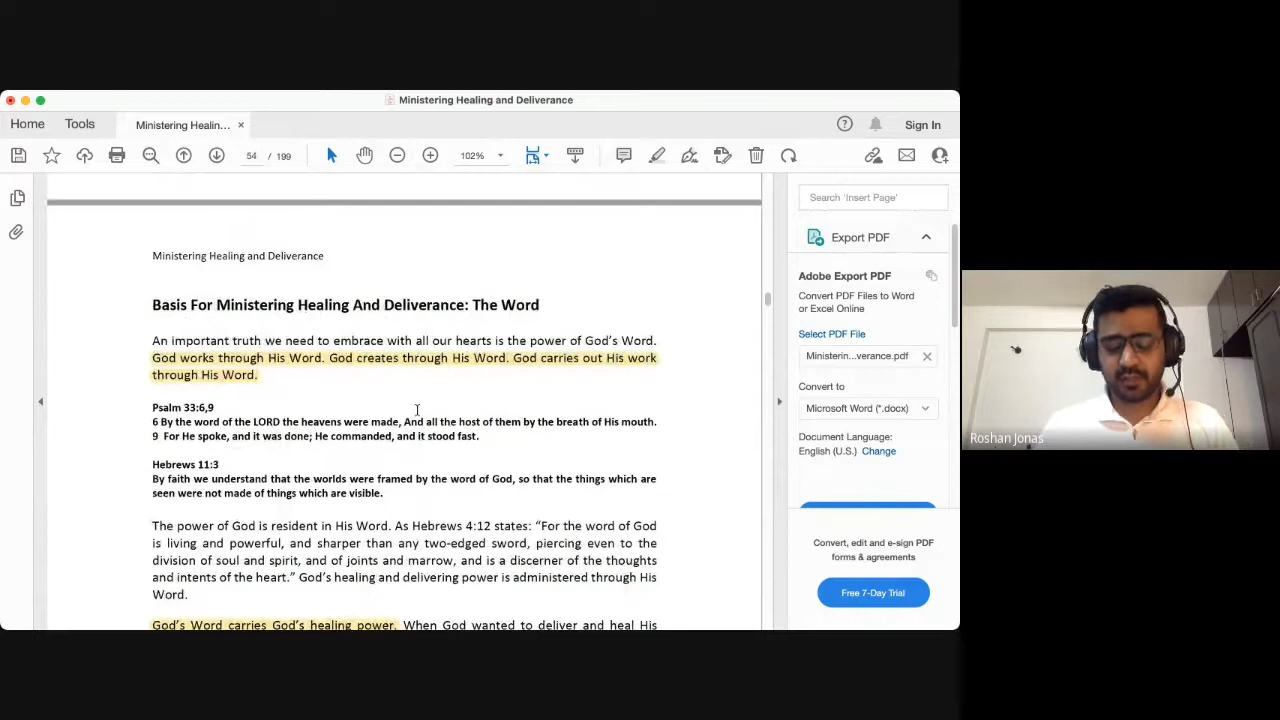 Ministering Healing and Deliverance
Home
Tools
Ministering Healin... ×
Sign In
54 / 199
102%
Search 'Insert Page'
Export PDF
Adobe Export PDF
Convert PDF Files to Word
or Excel Online
Select PDF File
Ministerin...verance.pdf
Convert to
Microsoft Word (*.docx)
Document Language:
English (U.S.) Change
Convert, edit and e-sign PDF
forms & agreements
Free 7-Day Trial
Ministering Healing and Deliverance
Basis For Ministering Healing And Deliverance: The Word
An important truth we need to embrace with all our hearts is the power of God's Word.
God works through His Word. God creates through His Word. God carries out His work
through His Word.
Psalm 33:6,9
6 By the word of the LORD the heavens were made, And all the host of them by the breath of His mouth.
9 For He spoke, and it was done; He commanded, and it stood fast.
Hebrews 11:3
By faith we understand that the worlds were framed by the word of God, so that the things which are
seen were not made of things which are visible.
The power of God is resident in His Word. As Hebrews 4:12 states: "For the word of God
is living and powerful, and sharper than any two-edged sword, piercing even to the
division of soul and spirit, and of joints and marrow, and is a discerner of the thoughts
and intents of the heart." God's healing and delivering power is administered through His
Word.
God's Word carries God's healing power. When God wanted to deliver and heal His
Roshan Jonas